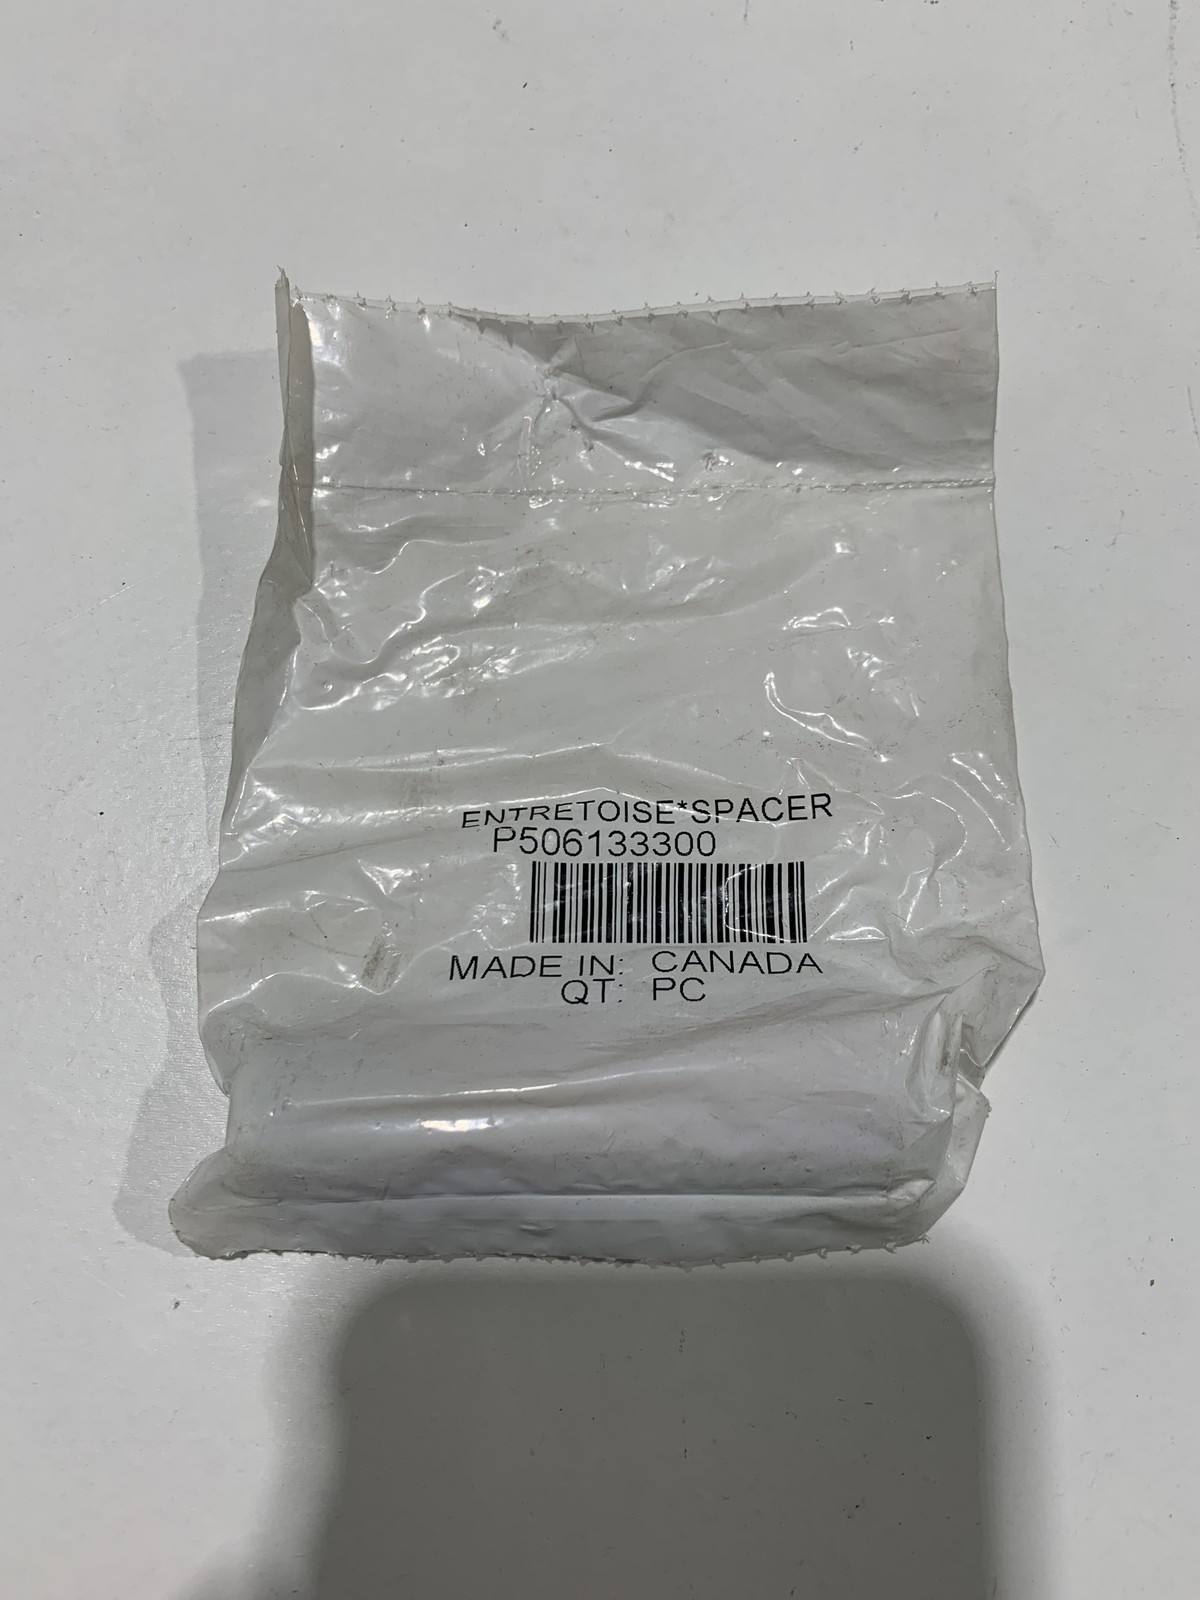 ENTRETOISE*SPACER
P506133300
MADE IN: CANADA
QT: PC